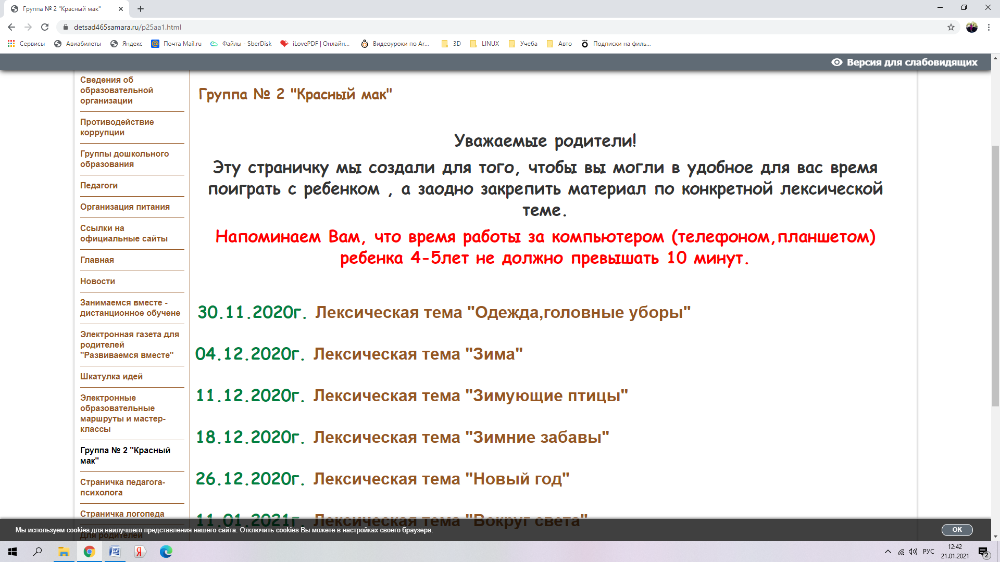 Группа № 2 "Красный мак"
detsad465samara.ru/p25aa1.html
Сервисы
Авиабилеты
Яндекс
Почта Mail.ru
Файлы - SberDisk
iLovePDF | Онлайн...
Видеоуроки по Ar...
3D
LINUX
Учеба
Авто
Подписки на филь...
Версия для слабовидящих
Сведения об
образовательной
организации
Противодействие
коррупции
Группы дошкольного
образования
Педагоги
Организация питания
Ссылки на
официальные сайты
Главная
Новости
Занимаемся вместе -
дистанционное обучене
Электронная газета для
родителей
"Развиваемся вместе"
Шкатулка идей
Электронные
образовательные
маршруты и мастер-
классы
Группа № 2 "Красный
мак"
Страничка педагога-
психолога
Страничка логопеда
Для родителей
Группа № 2 "Красный мак"
Уважаемые родители!
Эту страничку мы создали для того, чтобы вы могли в удобное для вас время
поиграть с ребенком , а заодно закрепить материал по конкретной лексической
теме.
Напоминаем Вам, что время работы за компьютером (телефоном,планшетом)
ребенка 4-5лет не должно превышать 10 минут.
30.11.2020г. Лексическая тема "Одежда,головные уборы"
04.12.2020г. Лексическая тема "Зима"
11.12.2020г. Лексическая тема "Зимующие птицы"
18.12.2020г. Лексическая тема "Зимние забавы"
26.12.2020г. Лексическая тема "Новый год"
11.01.2021г. Лексическая тема "Вокруг света"
Мы используем cookies для наилучшего представления нашего сайта. Отключить cookies Вы можете в настройках своего браузера.
OK
РУС
12:42
21.01.2021
2